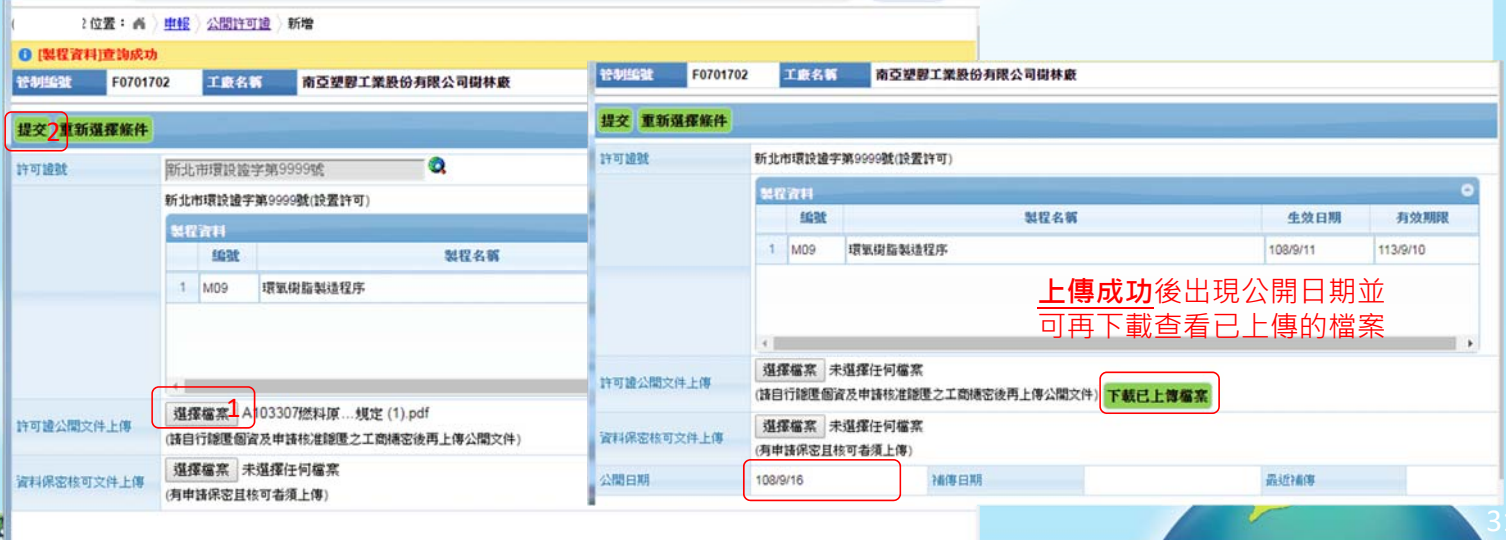 位置： 申報 〉 公開許可證 〉 新增
[製程資料]查詢成功
管制編號 F0701702 工廠名稱 南亞塑膠工業股份有限公司樹林廠
提交 2 重新選擇條件
許可證號 新北市環設證字第9999號
新北市環設證字第9999號(設置許可)
製程資料
編號 製程名稱
1 M09 環氧樹脂製造程序
許可證公開文件上傳 選擇檔案 1 A103307燃料原...規定 (1).pdf
(請自行隱匿個資及申請核准隱匿之工商機密後再上傳公開文件)
資料保密核可文件上傳 選擇檔案 未選擇任何檔案
(有申請保密且核可者須上傳)
管制編號 F0701702 工廠名稱 南亞塑膠工業股份有限公司樹林廠
提交 重新選擇條件
許可證號 新北市環設證字第9999號(設置許可)
製程資料
編號 製程名稱 生效日期 有效期限
1 M09 環氧樹脂製造程序 108/9/11 113/9/10
上傳成功後出現公開日期並
可再下載查看已上傳的檔案
許可證公開文件上傳 選擇檔案 未選擇任何檔案
(請自行隱匿個資及申請核准隱匿之工商機密後再上傳公開文件) 下載已上傳檔案
資料保密核可文件上傳 選擇檔案 未選擇任何檔案
(有申請保密且核可者須上傳)
公開日期 108/9/16 補傳日期 最近補傳
3